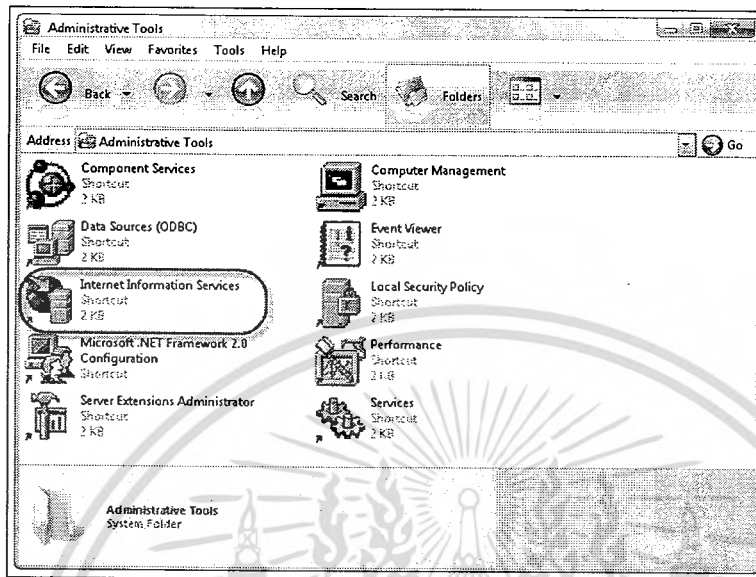 Administrative Tools
File Edit View Favorites Tools Help
Back Search Folders
Address Administrative Tools Go
Component Services
Shortcut
2 KB
Computer Management
Shortcut
2 KB
Data Sources (ODBC)
Shortcut
2 KB
Event Viewer
Shortcut
2 KB
Internet Information Services
Shortcut
2 KB
Local Security Policy
Shortcut
2 KB
Microsoft .NET Framework 2.0
Configuration
Shortcut
Performance
Shortcut
2 KB
Server Extensions Administrator
Shortcut
2 KB
Services
Shortcut
2 KB
Administrative Tools
System Folder